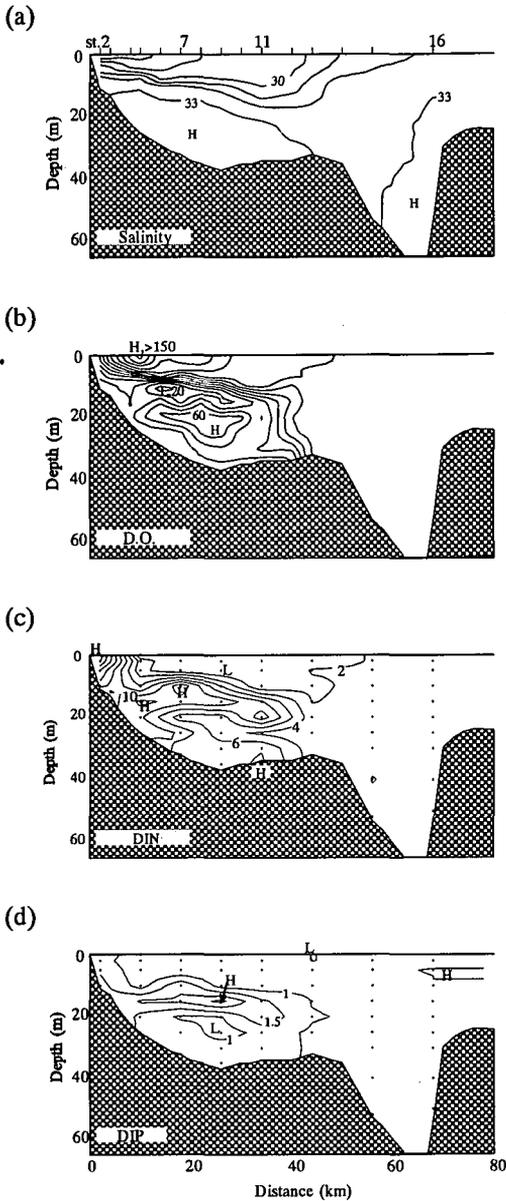 (a)
st.2 7 11 16
0
20
40
60
Depth (m)
30
33
33
H
H
Salinity
(b)
H,>150
0
20
40
60
Depth (m)
L<20
60
H
D.O.
(c)
H
0
20
40
60
Depth (m)
L
2
10
H
H
4
6
H
DIN
(d)
L
0
20
40
60
Depth (m)
H
H
1
1.5
L
1
DIP
0 20 40 60 80
Distance (km)